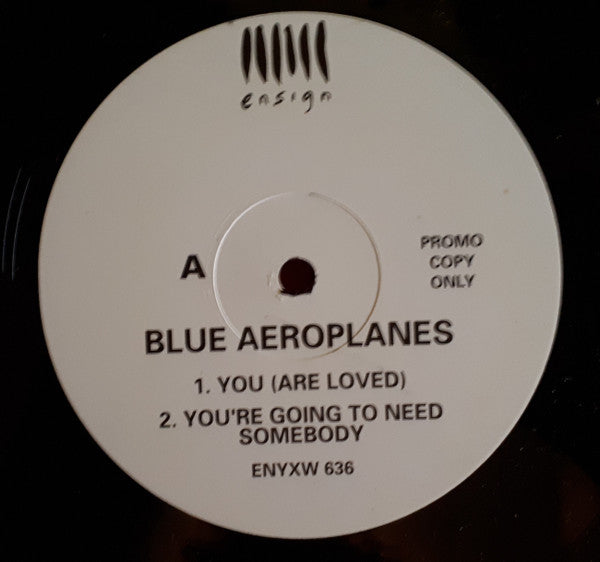 ensign
A
PROMO
COPY
ONLY
BLUE AEROPLANES
1. YOU (ARE LOVED)
2. YOU'RE GOING TO NEED
SOMEBODY
ENYXW 636